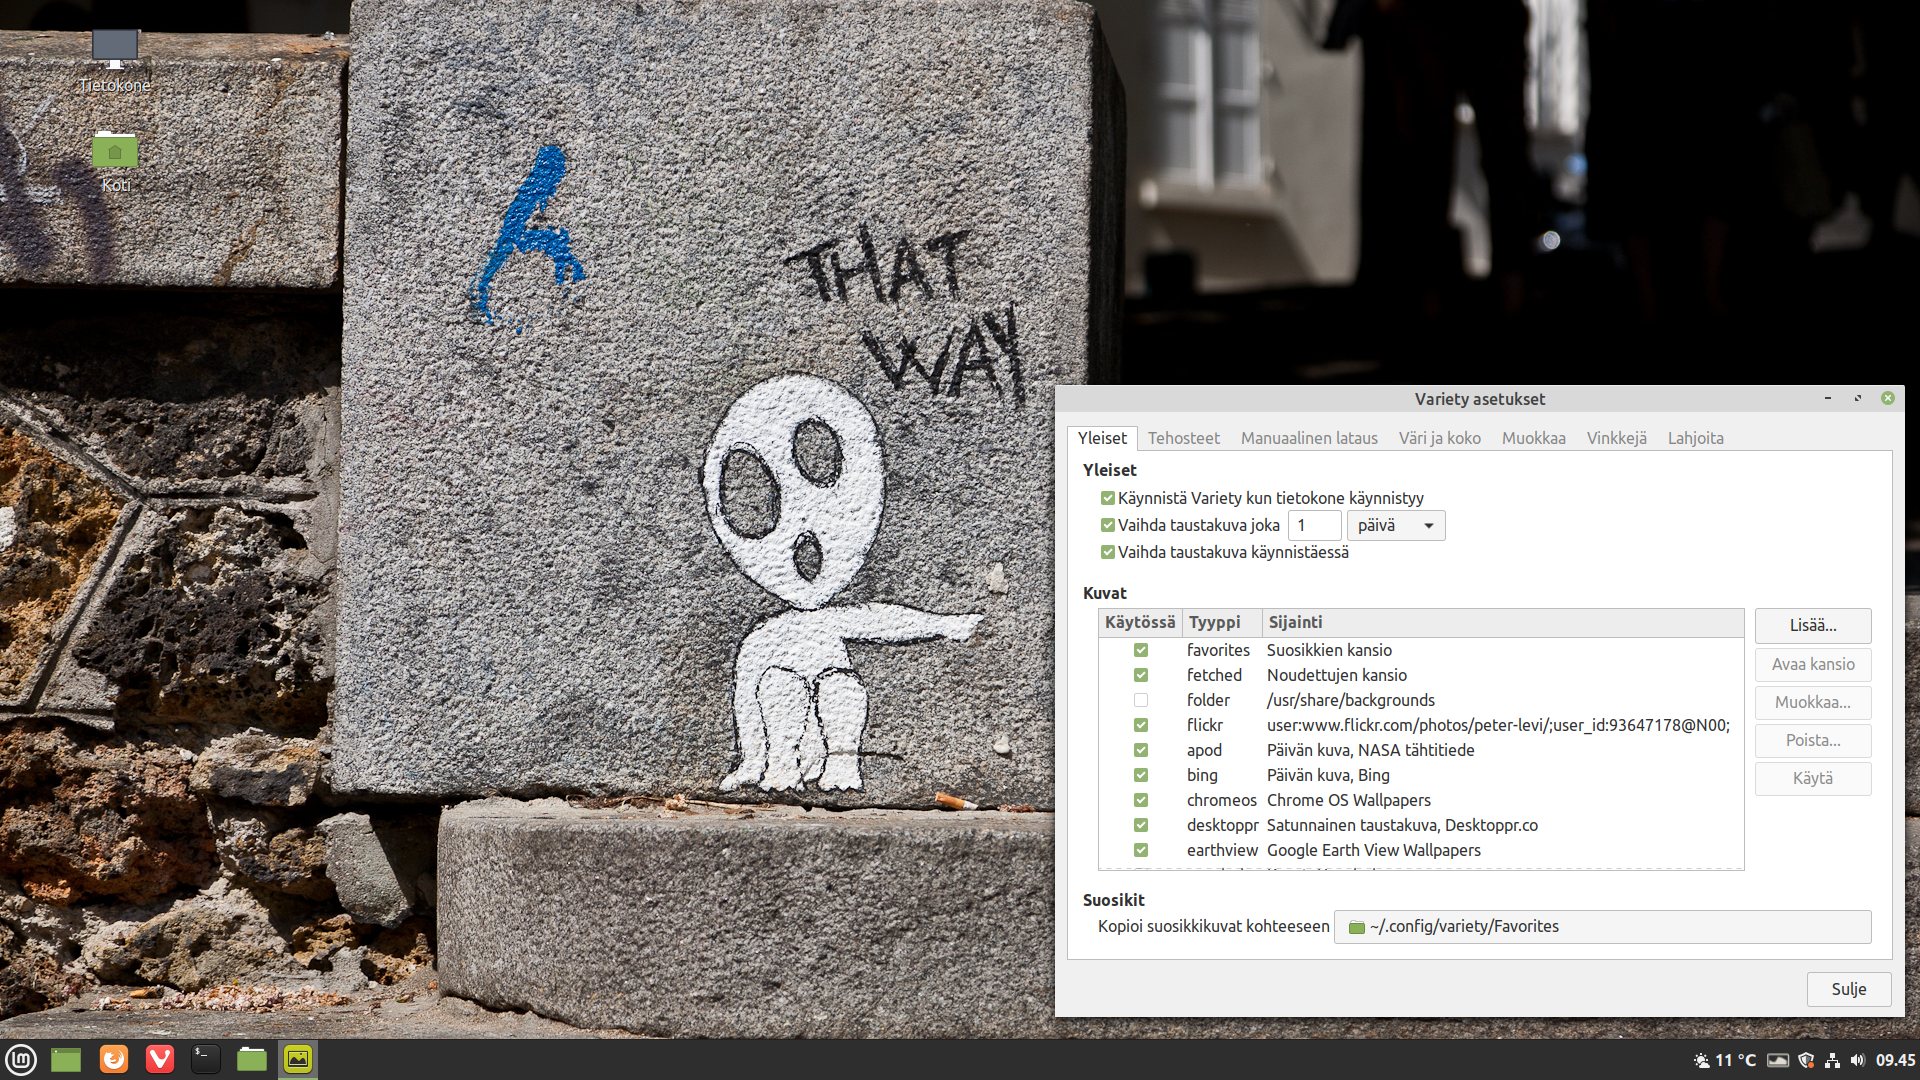 Tietokone
Koti
THAT
WAY
Variety asetukset
Yleiset Tehosteet Manuaalinen lataus Väri ja koko Muokkaa Vinkkejä Lahjoita
Yleiset
Käynnistä Variety kun tietokone käynnistyy
Vaihda taustakuva joka 1 päivä
Vaihda taustakuva käynnistäessä
Kuvat
Käytössä Tyyppi Sijainti
favorites Suosikkien kansio
fetched Noudettujen kansio
folder /usr/share/backgrounds
flickr user:www.flickr.com/photos/peter-levi/;user_id:93647178@N00;
apod Päivän kuva, NASA tähtitiede
bing Päivän kuva, Bing
chromeos Chrome OS Wallpapers
desktoppr Satunnainen taustakuva, Desktoppr.co
earthview Google Earth View Wallpapers
Lisää...
Avaa kansio
Muokkaa...
Poista...
Käytä
Suosikit
Kopioi suosikkikuvat kohteeseen ~/.config/variety/Favorites
Sulje
lm
$_
11 °C 09.45